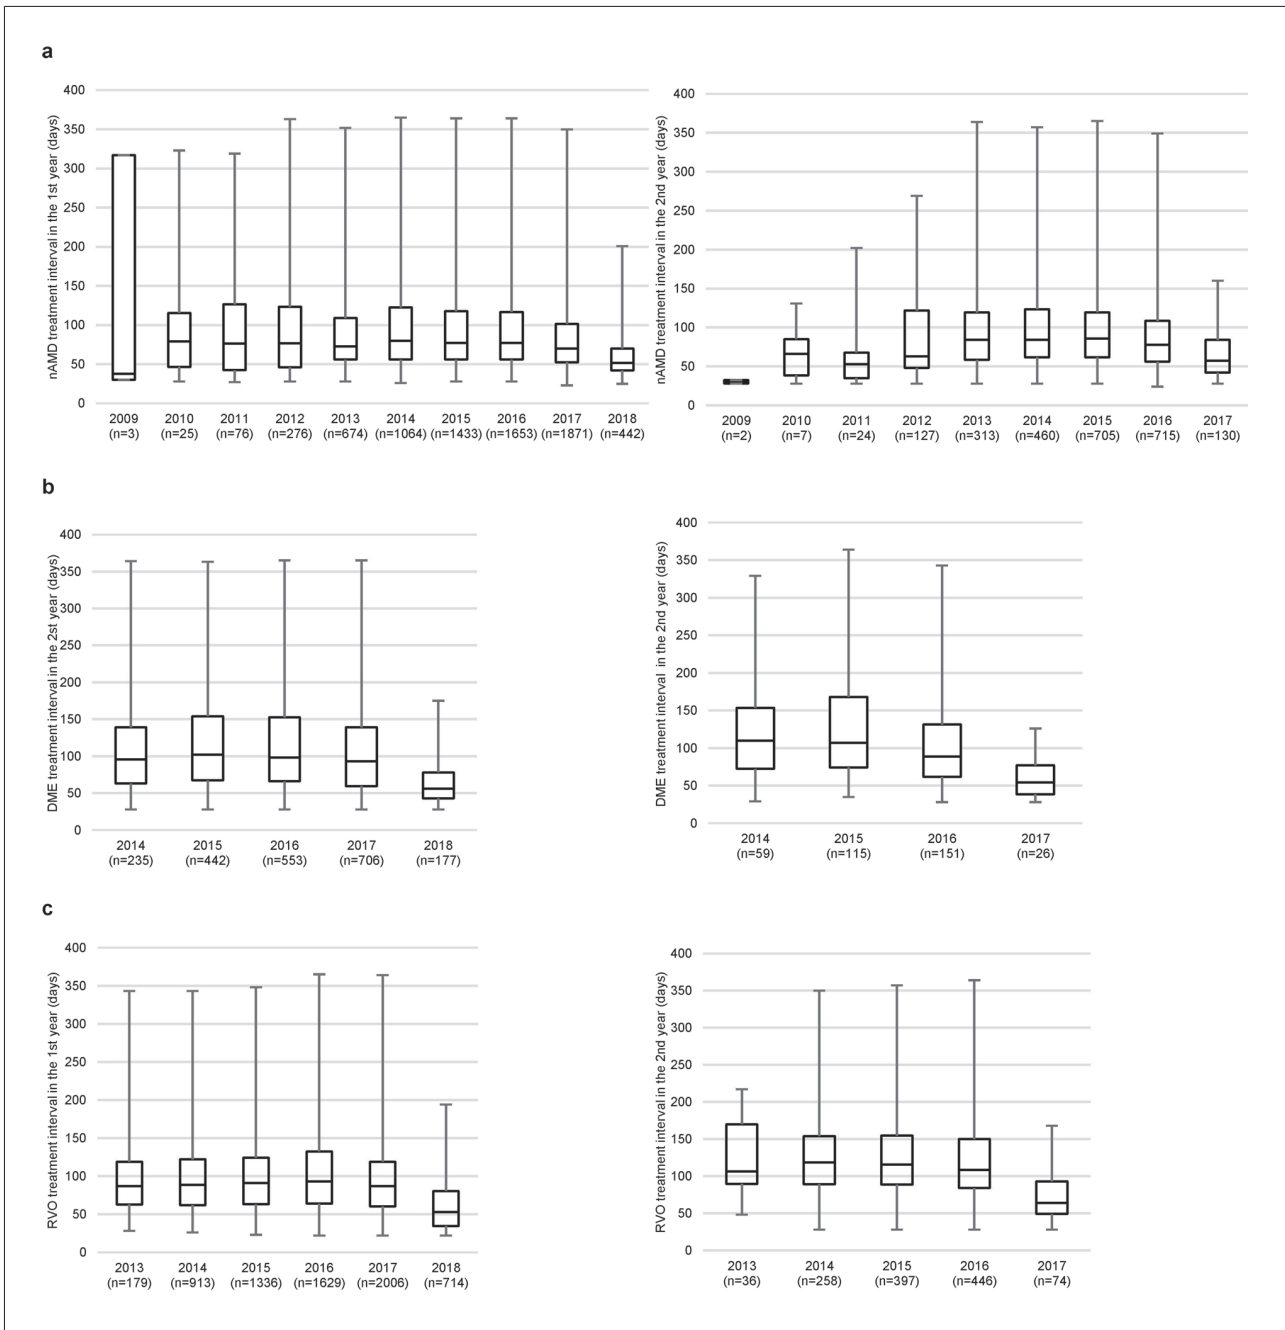 a
nAMD treatment interval in the 1st year (days)
400
350
300
250
200
150
100
50
0
2009 2010 2011 2012 2013 2014 2015 2016 2017 2018
(n=3) (n=25) (n=76) (n=276) (n=674) (n=1064) (n=1433) (n=1653) (n=1871) (n=442)
nAMD treatment interval in the 2nd year (days)
400
350
300
250
200
150
100
50
0
2009 2010 2011 2012 2013 2014 2015 2016 2017
(n=2) (n=7) (n=24) (n=127) (n=313) (n=460) (n=705) (n=715) (n=130)
b
DME treatment interval in the 2st year (days)
400
350
300
250
200
150
100
50
0
2014 2015 2016 2017 2018
(n=235) (n=442) (n=553) (n=706) (n=177)
DME treatment interval in the 2nd year (days)
400
350
300
250
200
150
100
50
0
2014 2015 2016 2017
(n=59) (n=115) (n=151) (n=26)
c
RVO treatment interval in the 1st year (days)
400
350
300
250
200
150
100
50
0
2013 2014 2015 2016 2017 2018
(n=179) (n=913) (n=1336) (n=1629) (n=2006) (n=714)
RVO treatment interval in the 2nd year (days)
400
350
300
250
200
150
100
50
0
2013 2014 2015 2016 2017
(n=36) (n=258) (n=397) (n=446) (n=74)